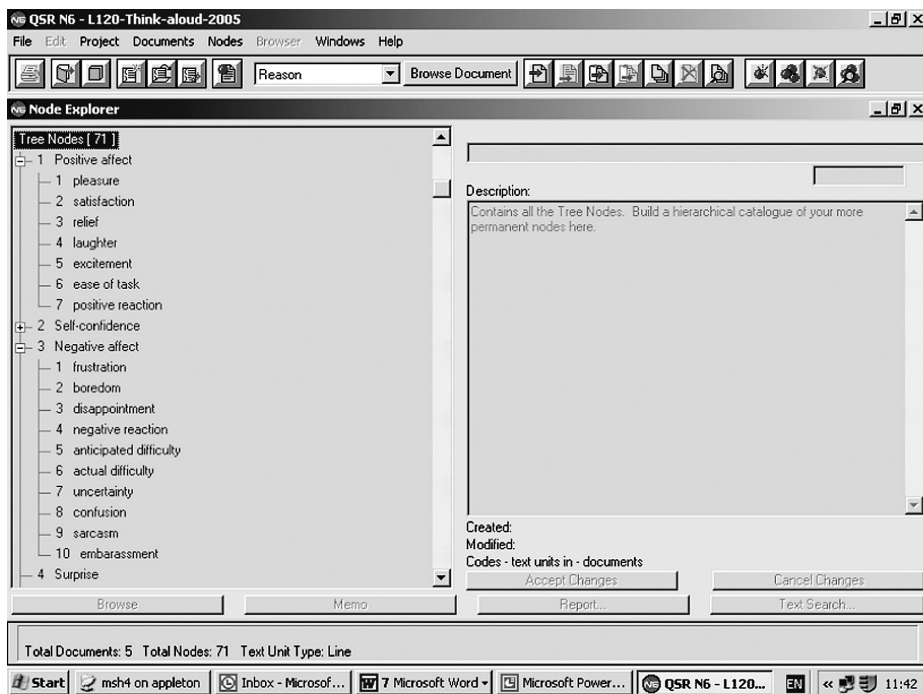 QSR N6 - L120-Think-aloud-2005
File Edit Project Documents Nodes Browser Windows Help
Reason Browse Document
Node Explorer
Tree Nodes [ 71 ]
1 Positive affect
1 pleasure
2 satisfaction
3 relief
4 laughter
5 excitement
6 ease of task
7 positive reaction
2 Self-confidence
3 Negative affect
1 frustration
2 boredom
3 disappointment
4 negative reaction
5 anticipated difficulty
6 actual difficulty
7 uncertainty
8 confusion
9 sarcasm
10 embarassment
4 Surprise
Description:
Contains all the Tree Nodes. Build a hierarchical catalogue of your more
permanent nodes here.
Created:
Modified:
Codes - text units in - documents
Accept Changes Cancel Changes
Browse Memo Report... Text Search...
Total Documents: 5 Total Nodes: 71 Text Unit Type: Line
Start msh4 on appleton Inbox - Microsof... 7 Microsoft Word Microsoft Power... N6 QSR N6 - L120... EN « 11:42